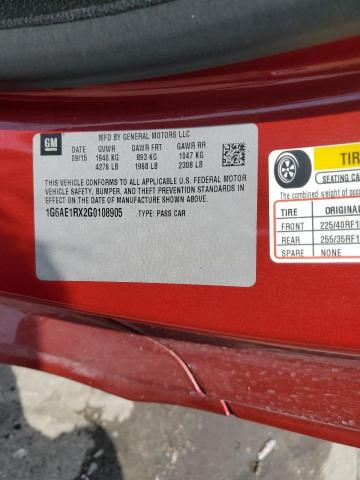 GM
MFD BY GENERAL MOTORS LLC
DATE GVWR GAWR FRT GAWR RR
09/15 1940 KG 893 KG 1047 KG
4276 LB 1968 LB 2308 LB
THIS VEHICLE CONFORMS TO ALL APPLICABLE U.S. FEDERAL MOTOR
VEHICLE SAFETY, BUMPER, AND THEFT PREVENTION STANDARDS IN
EFFECT ON THE DATE OF MANUFACTURE SHOWN ABOVE.
1G6AE1RX2G0108905 TYPE: PASS CAR
TIR
SEATING CA
The combined weight of occu
TIRE ORIGINAL
FRONT 225/40RF1
REAR 255/35RF1
SPARE NONE